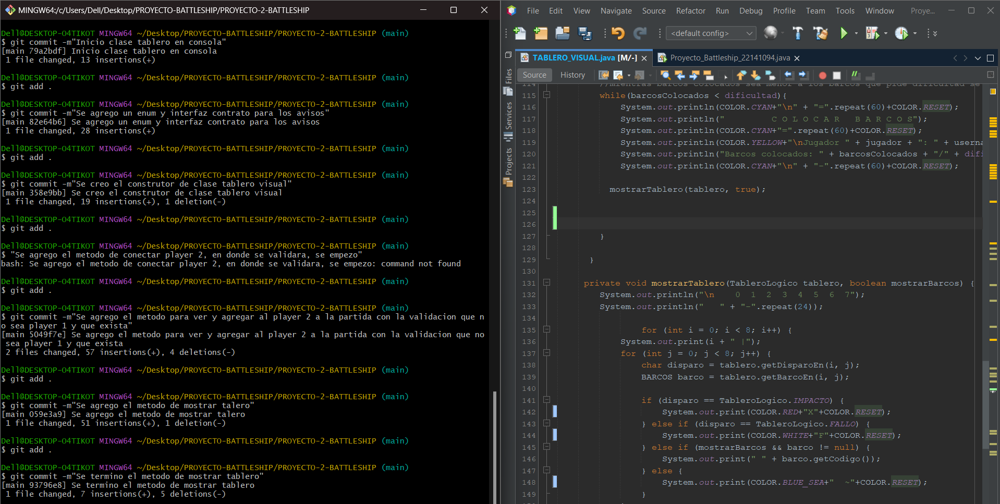 MINGW64:/c/Users/Dell/Desktop/PROYECTO-BATTLESHIP/PROYECTO-2-BATTLESHIP
Dell@DESKTOP-O4TIKOT MINGW64 ~/Desktop/PROYECTO-BATTLESHIP/PROYECTO-2-BATTLESHIP (main)
$ git commit -m"Inicio clase tablero en consola"
[main 79a2bdf] Inicio clase tablero en consola
 1 file changed, 13 insertions(+)
Dell@DESKTOP-O4TIKOT MINGW64 ~/Desktop/PROYECTO-BATTLESHIP/PROYECTO-2-BATTLESHIP (main)
$ git add .
Dell@DESKTOP-O4TIKOT MINGW64 ~/Desktop/PROYECTO-BATTLESHIP/PROYECTO-2-BATTLESHIP (main)
$ git commit -m"Se agrego un enum y interfaz contrato para los avisos"
[main 82e64b6] Se agrego un enum y interfaz contrato para los avisos
 1 file changed, 28 insertions(+)
Dell@DESKTOP-O4TIKOT MINGW64 ~/Desktop/PROYECTO-BATTLESHIP/PROYECTO-2-BATTLESHIP (main)
$ git add .
Dell@DESKTOP-O4TIKOT MINGW64 ~/Desktop/PROYECTO-BATTLESHIP/PROYECTO-2-BATTLESHIP (main)
$ git commit -m"Se creo el construtor de clase tablero visual"
[main 358e9bb] Se creo el construtor de clase tablero visual
 1 file changed, 19 insertions(+), 1 deletion(-)
Dell@DESKTOP-O4TIKOT MINGW64 ~/Desktop/PROYECTO-BATTLESHIP/PROYECTO-2-BATTLESHIP (main)
$ git add .
Dell@DESKTOP-O4TIKOT MINGW64 ~/Desktop/PROYECTO-BATTLESHIP/PROYECTO-2-BATTLESHIP (main)
$ "Se agrego el metodo de conectar player 2, en donde se validara, se empezo"
bash: Se agrego el metodo de conectar player 2, en donde se validara, se empezo: command not found
Dell@DESKTOP-O4TIKOT MINGW64 ~/Desktop/PROYECTO-BATTLESHIP/PROYECTO-2-BATTLESHIP (main)
$ git add .
Dell@DESKTOP-O4TIKOT MINGW64 ~/Desktop/PROYECTO-BATTLESHIP/PROYECTO-2-BATTLESHIP (main)
$ git commit -m"Se agrego el metodo para ver y agregar al player 2 a la partida con la validacion que n
o sea player 1 y que exista"
[main 5049f7e] Se agrego el metodo para ver y agregar al player 2 a la partida con la validacion que no
 sea player 1 y que exista
 2 files changed, 57 insertions(+), 4 deletions(-)
Dell@DESKTOP-O4TIKOT MINGW64 ~/Desktop/PROYECTO-BATTLESHIP/PROYECTO-2-BATTLESHIP (main)
$ git add .
Dell@DESKTOP-O4TIKOT MINGW64 ~/Desktop/PROYECTO-BATTLESHIP/PROYECTO-2-BATTLESHIP (main)
$ git commit -m"Se agrego el metodo de mostrar talero"
[main 059e3a9] Se agrego el metodo de mostrar talero
 1 file changed, 51 insertions(+), 1 deletion(-)
Dell@DESKTOP-O4TIKOT MINGW64 ~/Desktop/PROYECTO-BATTLESHIP/PROYECTO-2-BATTLESHIP (main)
$ git add .
Dell@DESKTOP-O4TIKOT MINGW64 ~/Desktop/PROYECTO-BATTLESHIP/PROYECTO-2-BATTLESHIP (main)
$ git commit -m"Se termino el metodo de mostrar tablero"
[main 93796e8] Se termino el metodo de mostrar tablero
 1 file changed, 7 insertions(+), 5 deletions(-)
File Edit View Navigate Source Refactor Run Debug Profile Team Tools Window Proye...
<default config>
TABLERO_VISUAL.java [M/-] Proyecto_Battleship_22141094.java
Source History
Files
Services
Projects
114 //mientras barcos colocados sea menor a los barcos que pide dificultad se
115 while(barcosColocados < dificultad){
116 System.out.println(COLOR.CYAN+"\n" + "=".repeat(60)+COLOR.RESET);
117 System.out.println("         C O L O C A R   B A R C O S");
118 System.out.println(COLOR.CYAN+"=".repeat(60)+COLOR.RESET);
119 System.out.println(COLOR.YELLOW+"\nJugador " + jugador + ": " + userna
120 System.out.println("Barcos colocados: " + barcosColocados + "/" + difi
121 System.out.println(COLOR.CYAN+"\n" + "-".repeat(60)+COLOR.RESET);
122
123 mostrarTablero(tablero, true);
124
125
126
127 }
128
129 }
130
131 private void mostrarTablero(TableroLogico tablero, boolean mostrarBarcos) {
132 System.out.println("\n    0  1  2  3  4  5  6  7");
133 System.out.println("   " + "-".repeat(24));
134
135 for (int i = 0; i < 8; i++) {
136 System.out.print(i + " |");
137 for (int j = 0; j < 8; j++) {
138 char disparo = tablero.getDisparoEn(i, j);
139 BARCOS barco = tablero.getBarcoEn(i, j);
140
141 if (disparo == TableroLogico.IMPACTO) {
142 System.out.print(COLOR.RED+"X"+COLOR.RESET);
143 } else if (disparo == TableroLogico.FALLO) {
144 System.out.print(COLOR.WHITE+"F"+COLOR.RESET);
145 } else if (mostrarBarcos && barco != null) {
146 System.out.print(" " + barco.getCodigo());
147 } else {
148 System.out.print(COLOR.BLUE_SEA+"  ~"+COLOR.RESET);
149 }